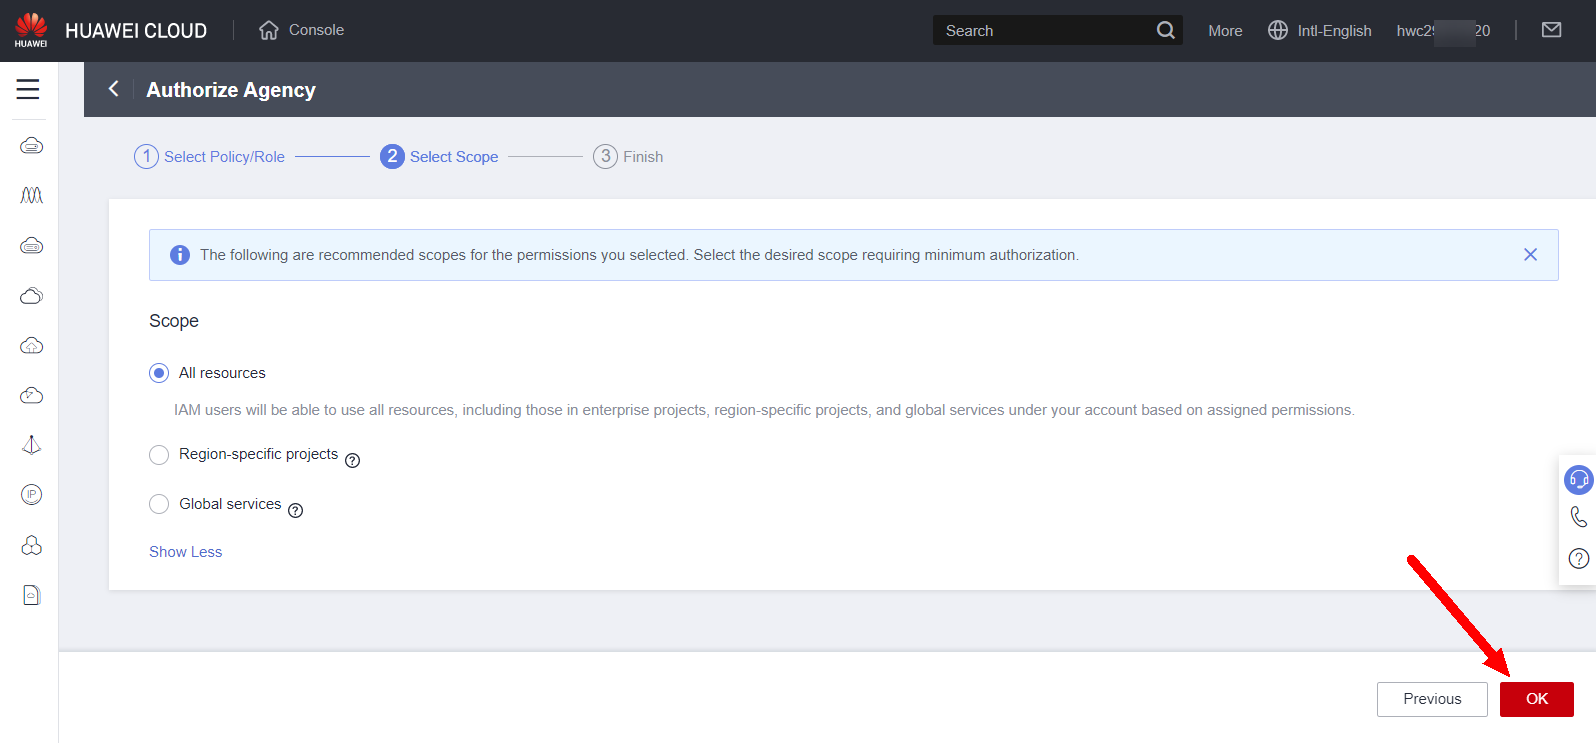 HUAWEI HUAWEI CLOUD Console Search More Intl-English hwc2 20
Authorize Agency
1 Select Policy/Role 2 Select Scope 3 Finish
The following are recommended scopes for the permissions you selected. Select the desired scope requiring minimum authorization.
Scope
All resources
IAM users will be able to use all resources, including those in enterprise projects, region-specific projects, and global services under your account based on assigned permissions.
Region-specific projects ?
Global services ?
Show Less
IP
?
Previous OK